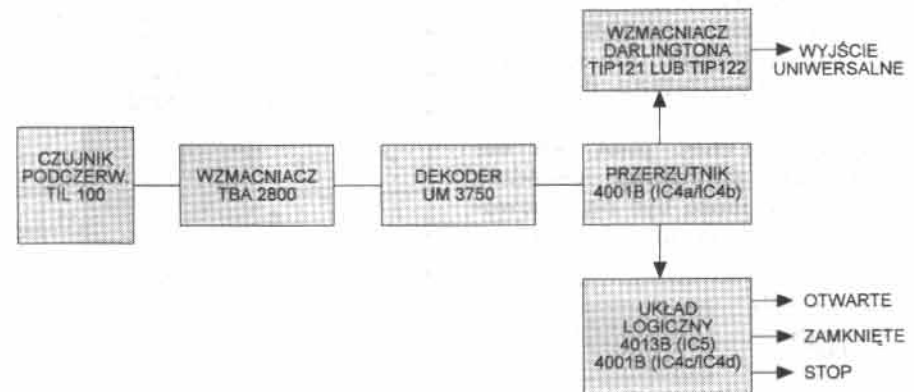 WZMACNIACZ
DARLINGTONA
TIP121 LUB TIP122
WYJŚCIE
UNIWERSALNE
CZUJNIK
PODCZERW.
TIL 100
WZMACNIACZ
TBA 2800
DEKODER
UM 3750
PRZERZUTNIK
4001B (IC4a/IC4b)
UKŁAD
LOGICZNY
4013B (IC5)
4001B (IC4c/IC4d)
OTWARTE
ZAMKNIĘTE
STOP